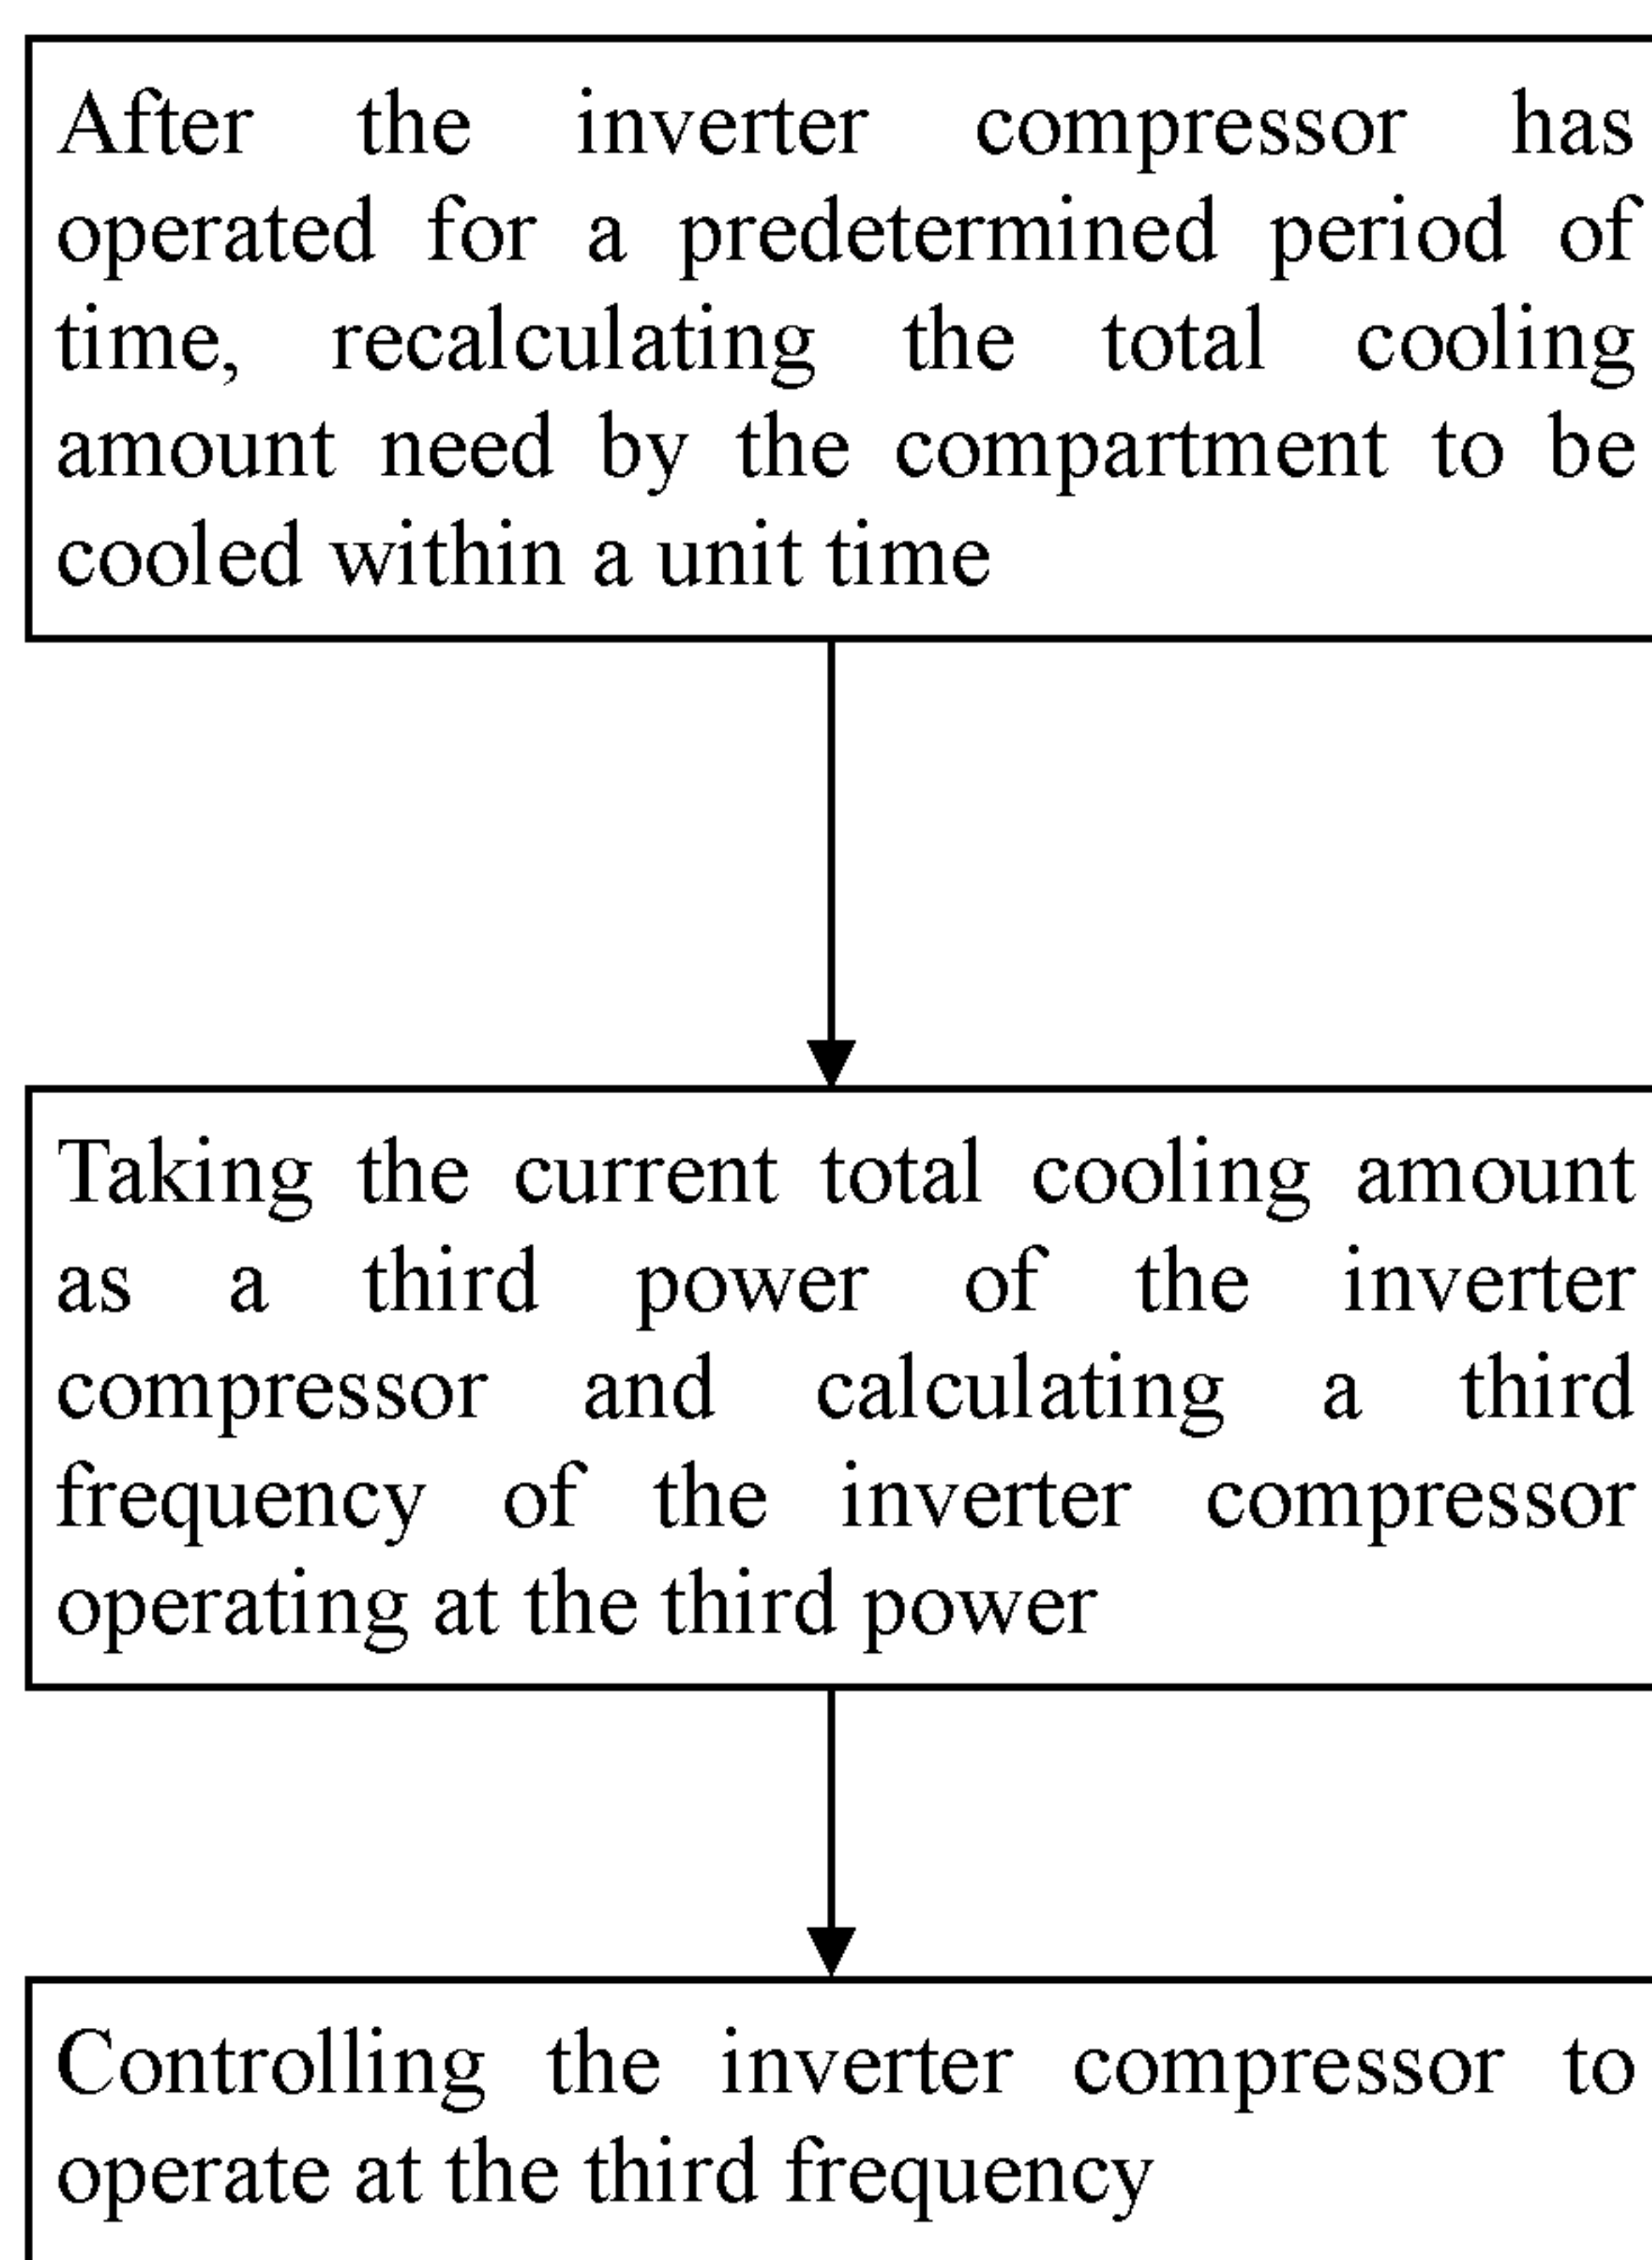 After the inverter compressor has
operated for a predetermined period of
time, recalculating the total cooling
amount need by the compartment to be
cooled within a unit time
Taking the current total cooling amount
as a third power of the inverter
compressor and calculating a third
frequency of the inverter compressor
operating at the third power
Controlling the inverter compressor to
operate at the third frequency